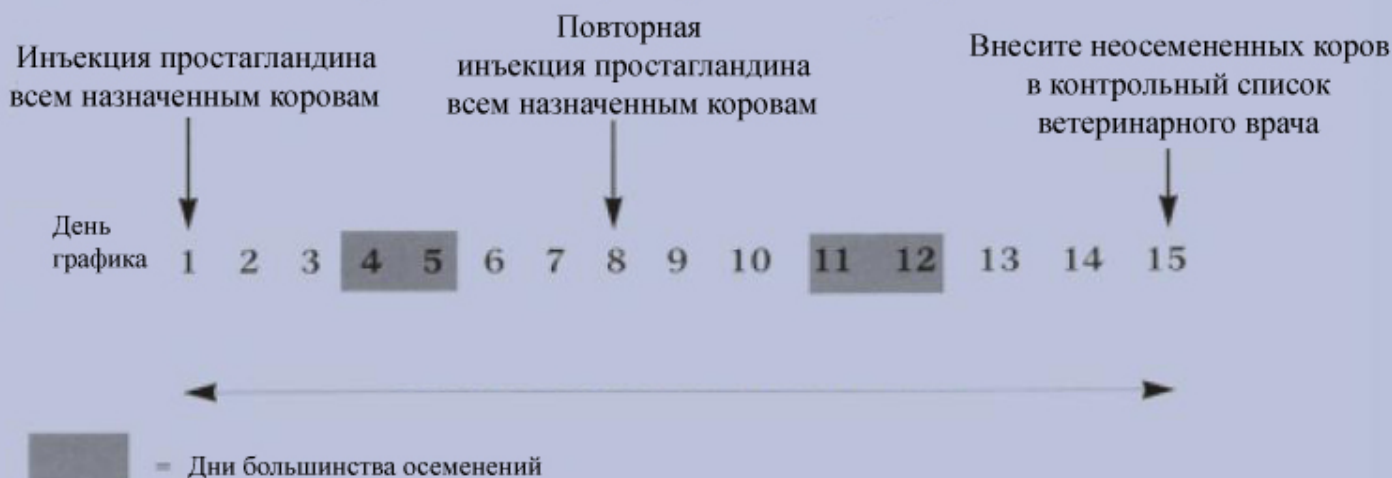 Инъекция простагландина
всем назначенным коровам
Повторная
инъекция простагландина
всем назначенным коровам
Внесите неосемененных коров
в контрольный список
ветеринарного врача
День
графика 1 2 3 4 5 6 7 8 9 10 11 12 13 14 15
= Дни большинства осеменений